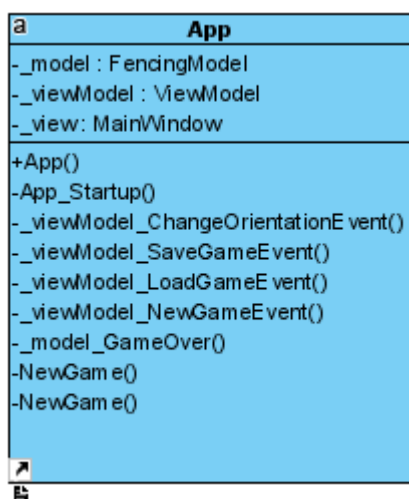 a
App
-_model : FencingModel
-_viewModel : ViewModel
-_view : MainWindow
+App()
-App_Startup()
-_viewModel_ChangeOrientationEvent()
-_viewModel_SaveGameEvent()
-_viewModel_LoadGameEvent()
-_viewModel_NewGameEvent()
-_model_GameOver()
-NewGame()
-NewGame()